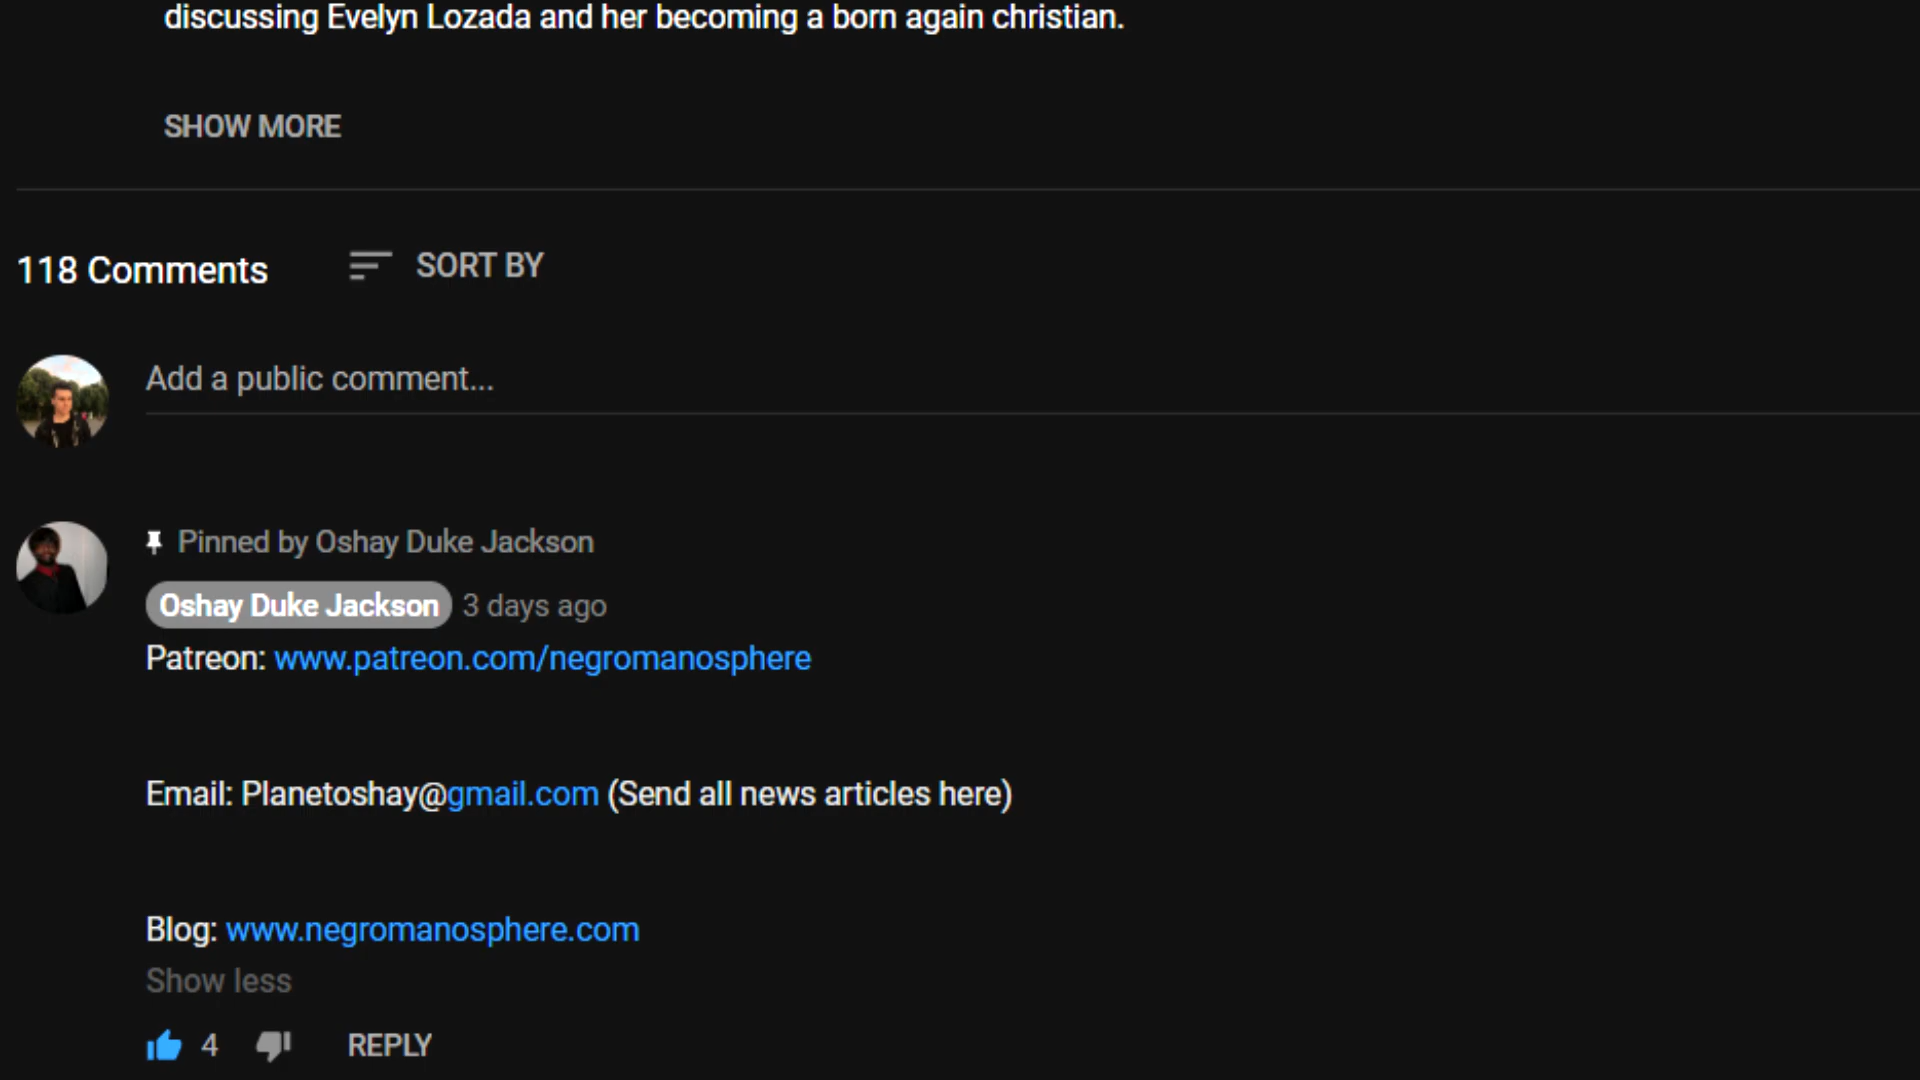 discussing Evelyn Lozada and her becoming a born again christian.
SHOW MORE
118 Comments SORT BY
Add a public comment...
Pinned by Oshay Duke Jackson
Oshay Duke Jackson 3 days ago
Patreon: www.patreon.com/negromanosphere
Email: Planetoshay@gmail.com (Send all news articles here)
Blog: www.negromanosphere.com
Show less
4 REPLY